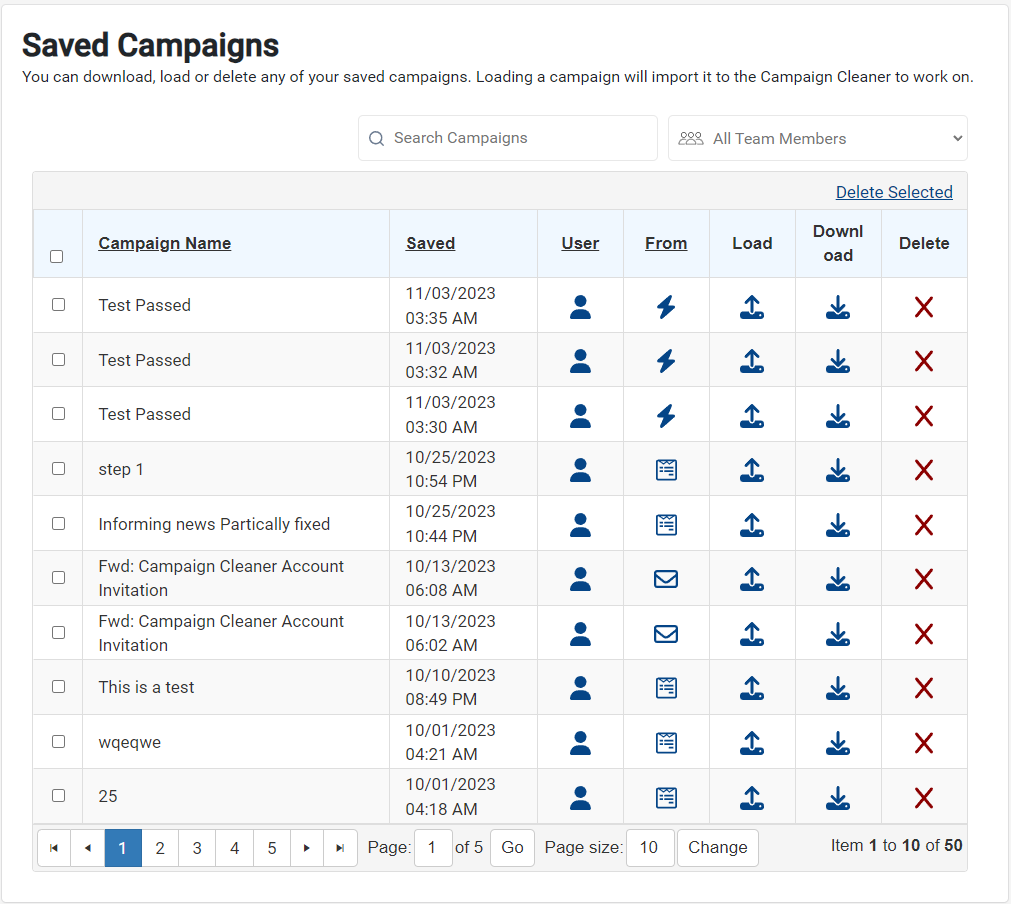 Saved Campaigns
You can download, load or delete any of your saved campaigns. Loading a campaign will import it to the Campaign Cleaner to work on.
Search Campaigns
All Team Members
Delete Selected
Campaign Name Saved User From Load Downl
oad Delete
Test Passed 11/03/2023
03:35 AM
Test Passed 11/03/2023
03:32 AM
Test Passed 11/03/2023
03:30 AM
step 1 10/25/2023
10:54 PM
Informing news Partically fixed 10/25/2023
10:44 PM
Fwd: Campaign Cleaner Account 10/13/2023
Invitation 06:08 AM
Fwd: Campaign Cleaner Account 10/13/2023
Invitation 06:02 AM
This is a test 10/10/2023
08:49 PM
wqeqwe 10/01/2023
04:21 AM
25 10/01/2023
04:18 AM
1 2 3 4 5 Page: 1 of 5 Go Page size: 10 Change Item 1 to 10 of 50